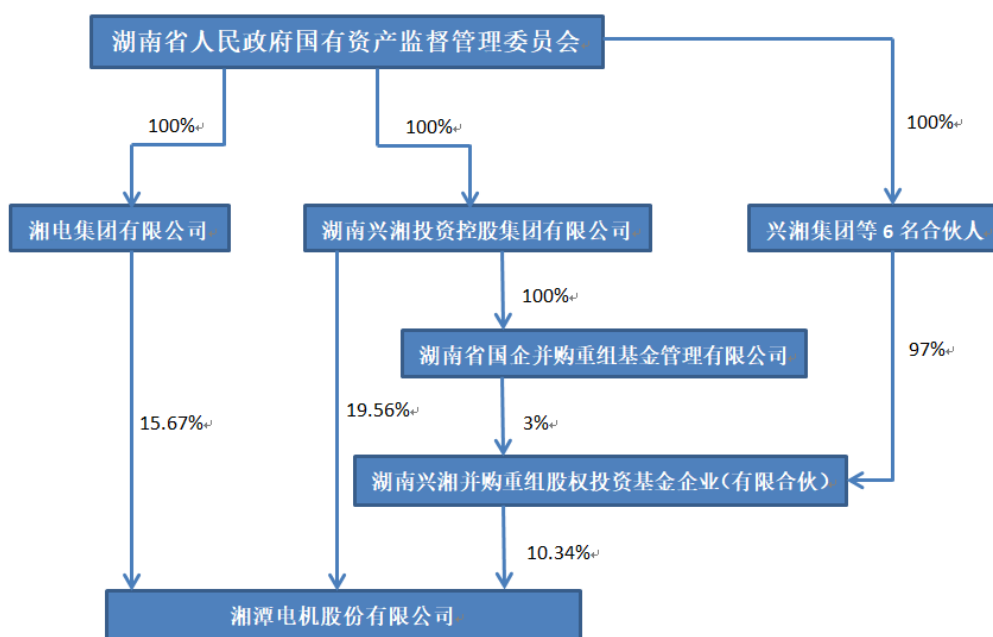 湖南省人民政府国有资产监督管理委员会
100%
100%
100%
湘电集团有限公司
湖南兴湘投资控股集团有限公司
兴湘集团等 6 名合伙人
100%
湖南省国企并购重组基金管理有限公司
97%
15.67%
19.56%
3%
湖南兴湘并购重组股权投资基金企业(有限合伙)
10.34%
湘潭电机股份有限公司